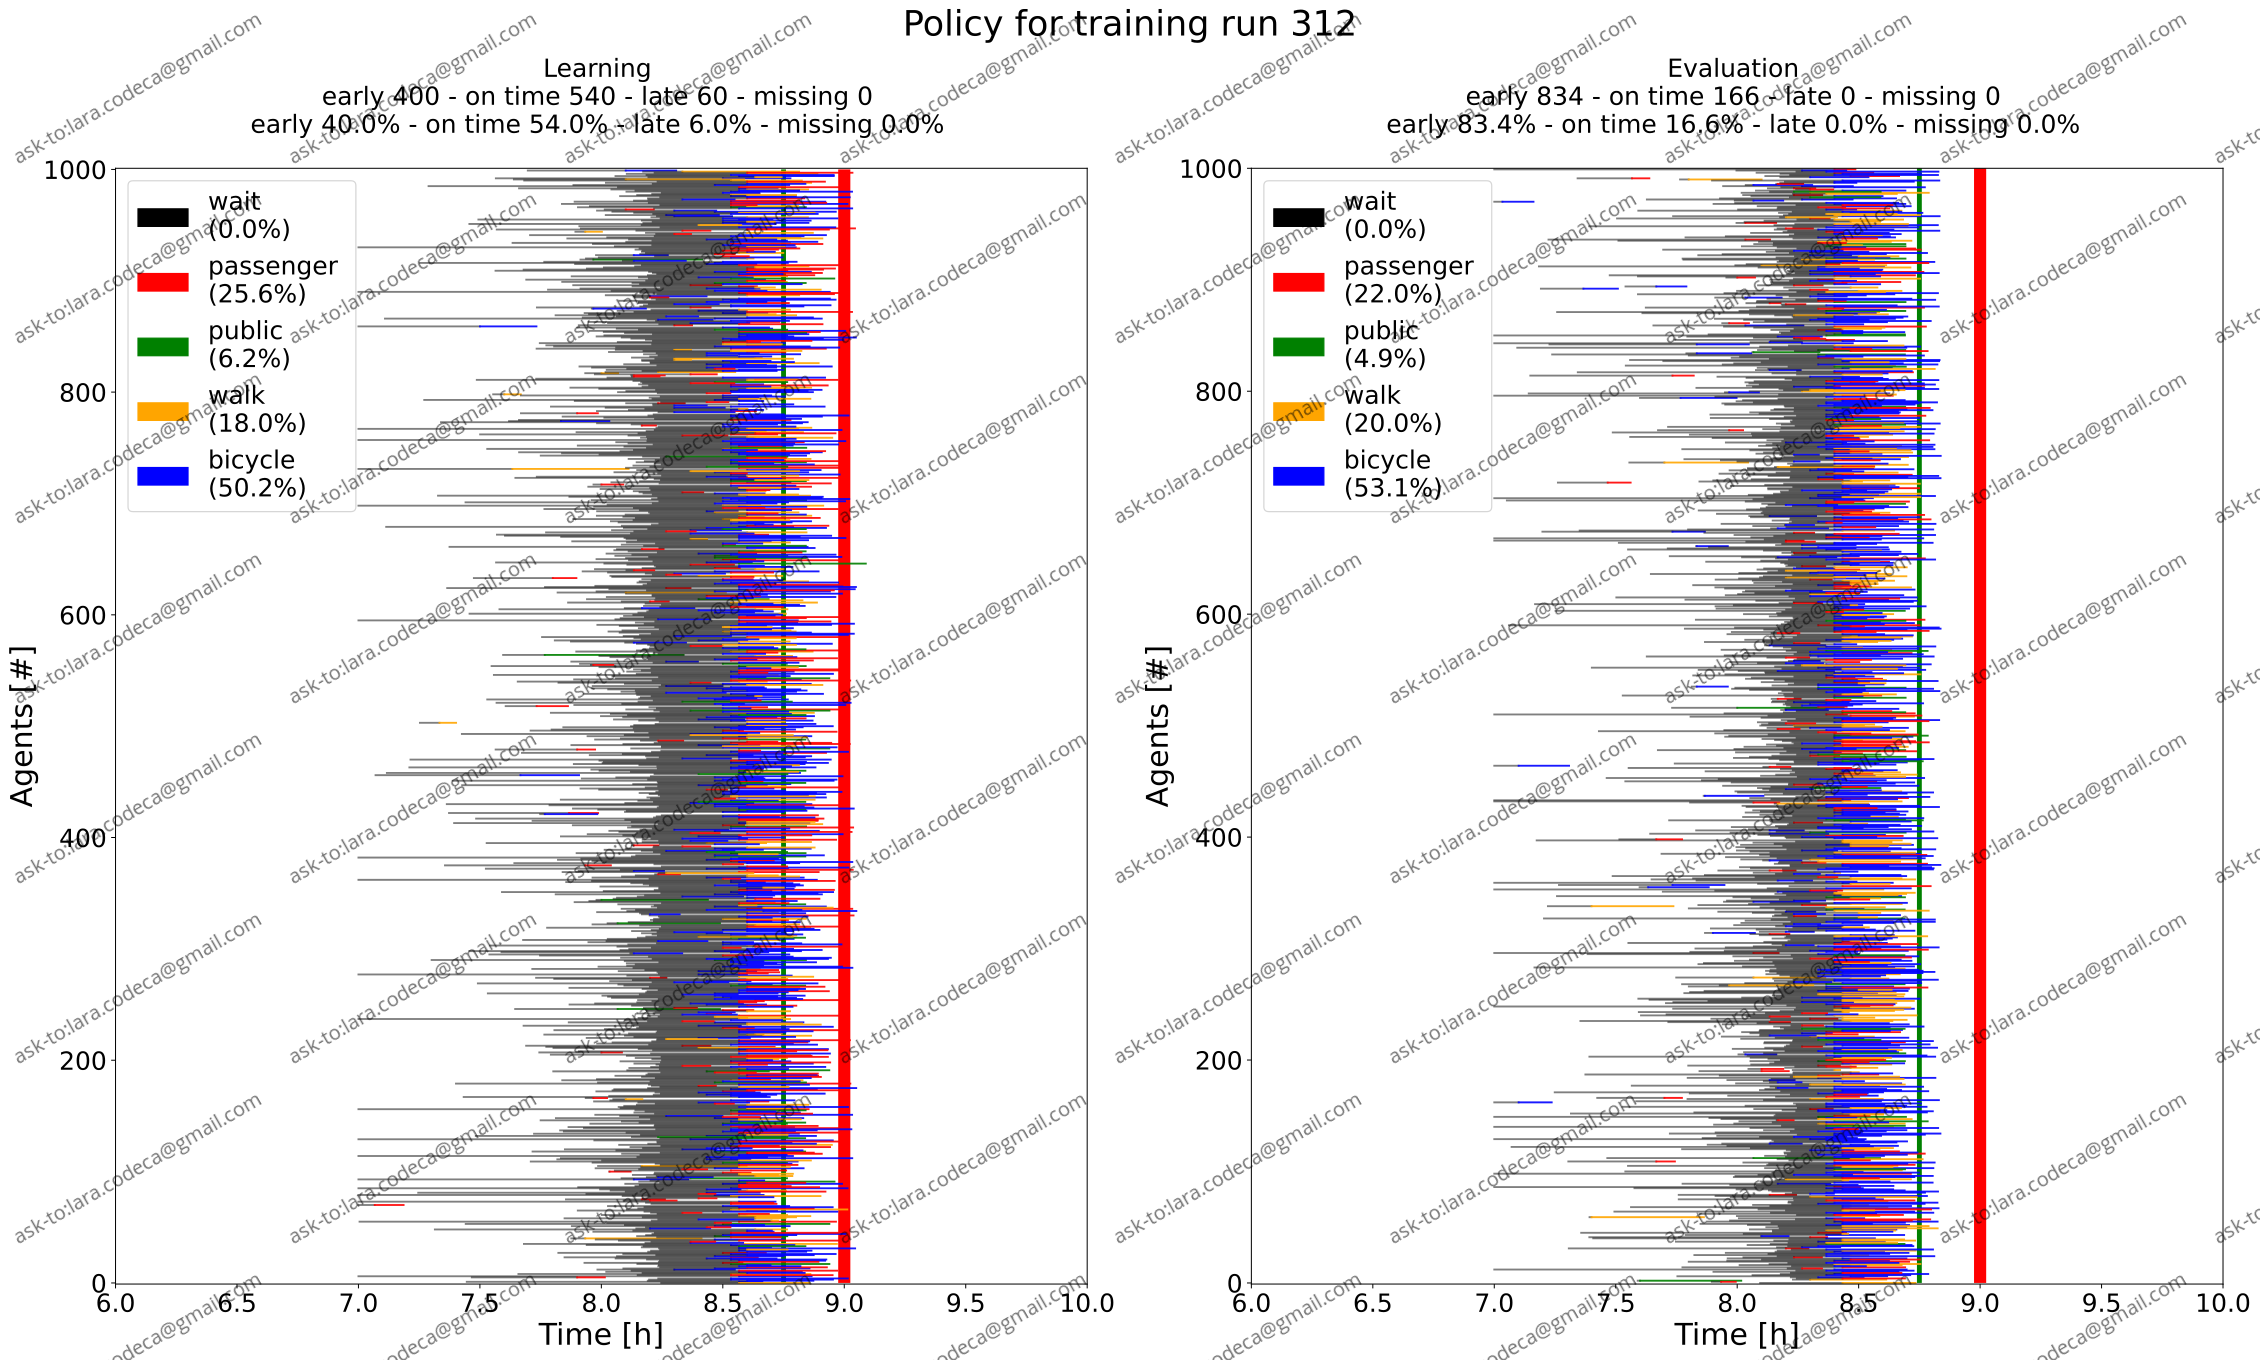 Policy for training run 312
Learning
early 400 - on time 540 - late 60 - missing 0
early 40.0% - on time 54.0% - late 6.0% - missing 0.0%
1000
800
600
400
200
0
Agents [#]
wait
(0.0%)
passenger
(25.6%)
public
(6.2%)
walk
(18.0%)
bicycle
(50.2%)
6.0 6.5 7.0 7.5 8.0 8.5 9.0 9.5 10.0
Time [h]
Evaluation
early 834 - on time 166 - late 0 - missing 0
early 83.4% - on time 16.6% - late 0.0% - missing 0.0%
1000
800
600
400
200
0
Agents [#]
wait
(0.0%)
passenger
(22.0%)
public
(4.9%)
walk
(20.0%)
bicycle
(53.1%)
6.0 6.5 7.0 7.5 8.0 8.5 9.0 9.5 10.0
Time [h]
ask-to:lara.codeca@gmail.com